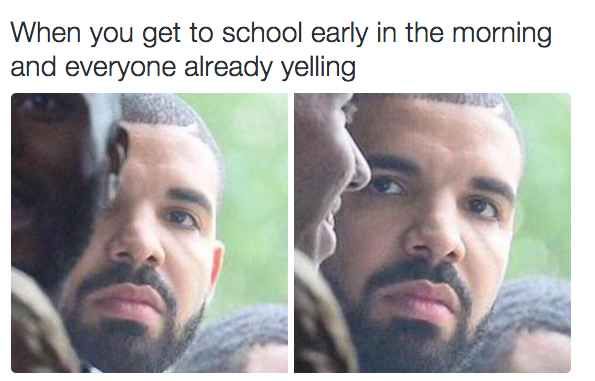 When you get to school early in the morning
and everyone already yelling